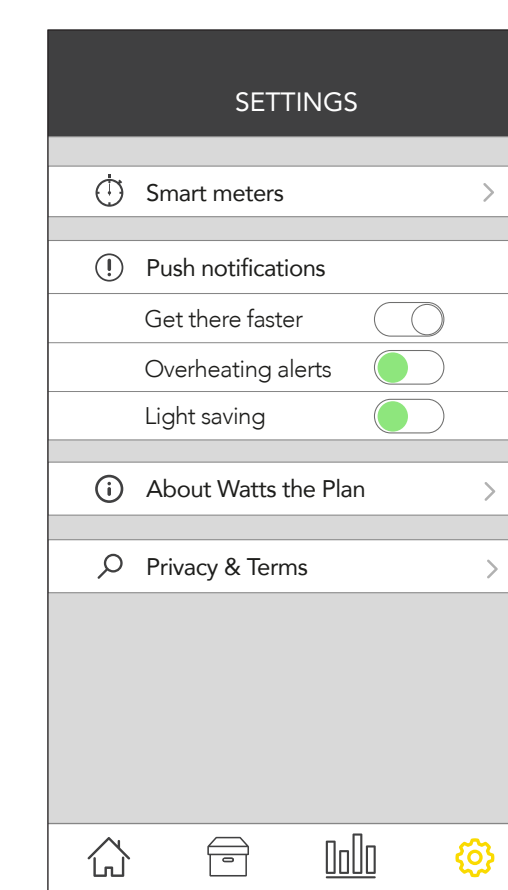 SETTINGS
Smart meters
Push notifications
Get there faster
Overheating alerts
Light saving
About Watts the Plan
Privacy & Terms